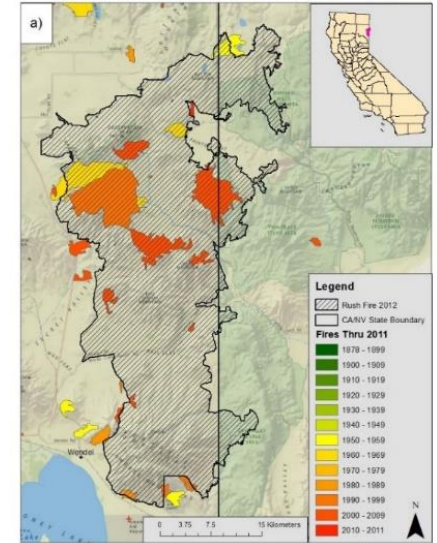 a)
Legend
Rush Fire 2012
CA/NV State Boundary
Fires Thru 2011
1878 - 1899
1900 - 1909
1910 - 1919
1920 - 1929
1930 - 1939
1940 - 1949
1950 - 1959
1960 - 1969
1970 - 1979
1980 - 1989
1990 - 1999
2000 - 2009
2010 - 2011
Wendel
0 3.75 7.5 15 Kilometers
N